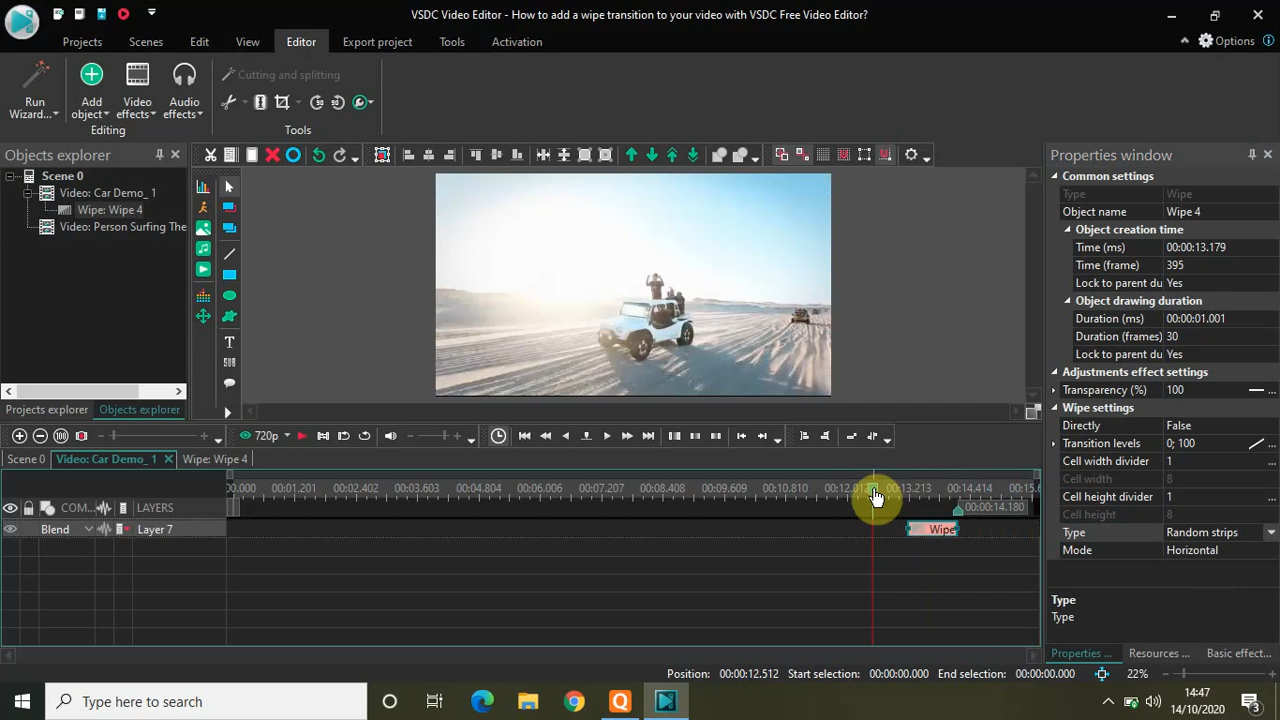 VSDC Video Editor - How to add a wipe transition to your video with VSDC Free Video Editor?
Projects Scenes Edit View Editor Export project Tools Activation Options
Run Wizard...
Add object
Video effects
Audio effects
Editing
Cutting and splitting
Tools
Objects explorer
Scene 0
Video: Car Demo_ 1
Wipe: Wipe 4
Video: Person Surfing The
Projects explorer Objects explorer
720p
Scene 0 Video: Car Demo_ 1 Wipe: Wipe 4
0.000 00:01.201 00:02.402 00:03.603 00:04.804 00:06.006 00:07.207 00:08.408 00:09.609 00:10.810 00:12.012 00:13.213 00:14.414 00:15.6
COM... LAYERS
00:00:14.180
Blend Layer 7
Wipe
Properties window
Common settings
Type Wipe
Object name Wipe 4
Object creation time
Time (ms) 00:00:13.179
Time (frame) 395
Lock to parent du Yes
Object drawing duration
Duration (ms) 00:00:01.001
Duration (frames) 30
Lock to parent du Yes
Adjustments effect settings
Transparency (%) 100 ...
Wipe settings
Directly False
Transition levels 0; 100 ...
Cell width divider 1
Cell width 8
Cell height divider 1
Cell height 8
Type Random strips
Mode Horizontal
Type
Type
Properties ... Resources ... Basic effect...
Position: 00:00:12.512 Start selection: 00:00:00.000 End selection: 00:00:00.000 22%
Type here to search
14:47
14/10/2020
3